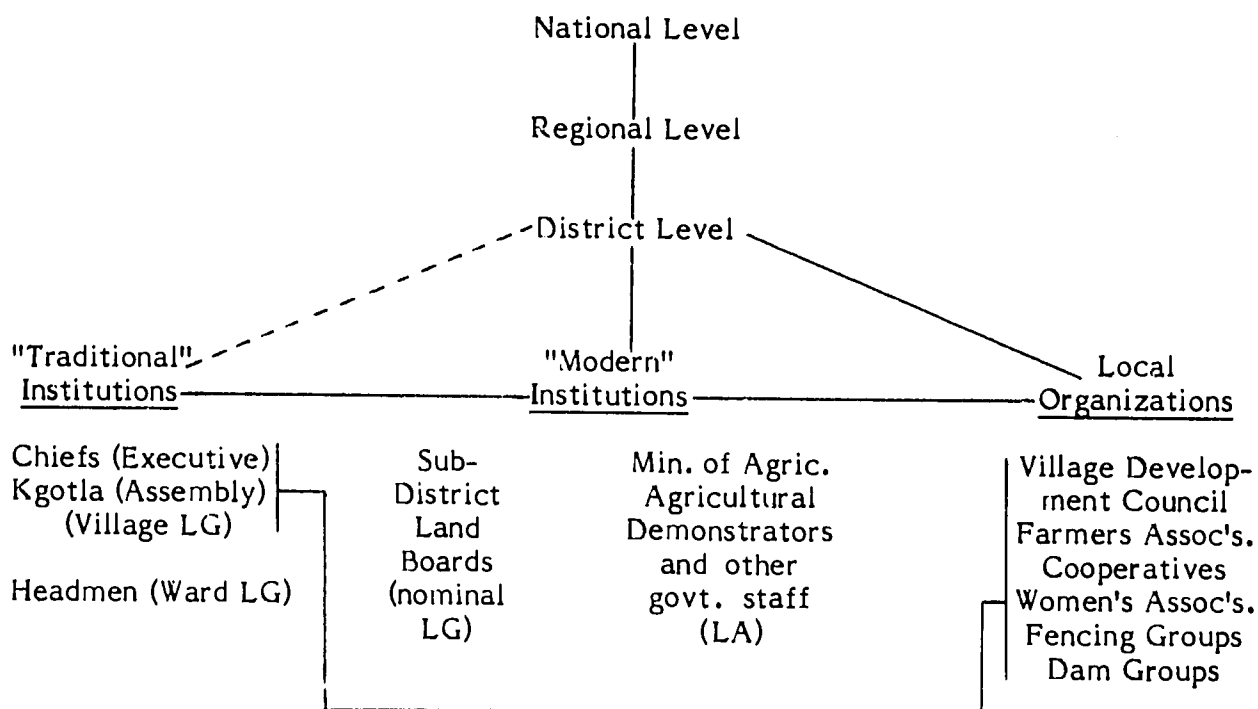 National Level
Regional Level
District Level
"Traditional"
Institutions
"Modern"
Institutions
Local
Organizations
Chiefs (Executive)
Kgotla (Assembly)
(Village LG)
Headmen (Ward LG)
Sub-
District
Land
Boards
(nominal
LG)
Min. of Agric.
Agricultural
Demonstrators
and other
govt. staff
(LA)
Village Develop-
ment Council
Farmers Assoc's.
Cooperatives
Women's Assoc's.
Fencing Groups
Dam Groups